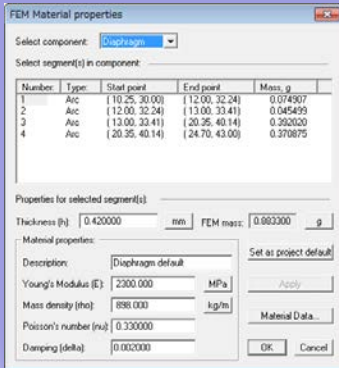 FEM Material properties
Select component: Diaphragm
Select segment(s) in component:
Number: Type: Start point End point Mass, g
1 Arc (10.25, 30.00) (12.00, 32.24) 0.074907
2 Arc (12.00, 32.24) (13.00, 33.41) 0.045499
3 Arc (13.00, 33.41) (20.35, 40.14) 0.392020
4 Arc (20.35, 40.14) (24.70, 43.00) 0.370875
Properties for selected segment(s):
Thickness (h): 0.420000 mm FEM mass: 0.883300 g
Material properties:
Set as project default
Description: Diaphragm default
Young's Modulus (E): 2300.000 MPa Apply
Mass density (rho): 898.000 kg/m
Material Data...
Poisson's number (nu): 0.330000
Damping (delta): 0.002000 OK Cancel